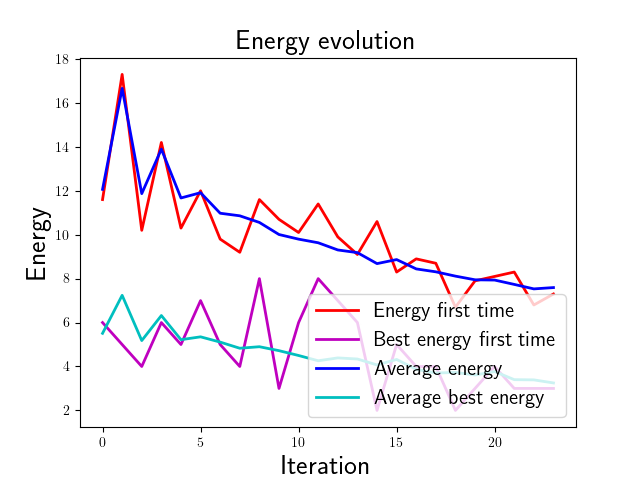 Energy evolution
18
16
14
12
10
8
6
4
2
Energy
Energy first time
Best energy first time
Average energy
Average best energy
0 5 10 15 20
Iteration